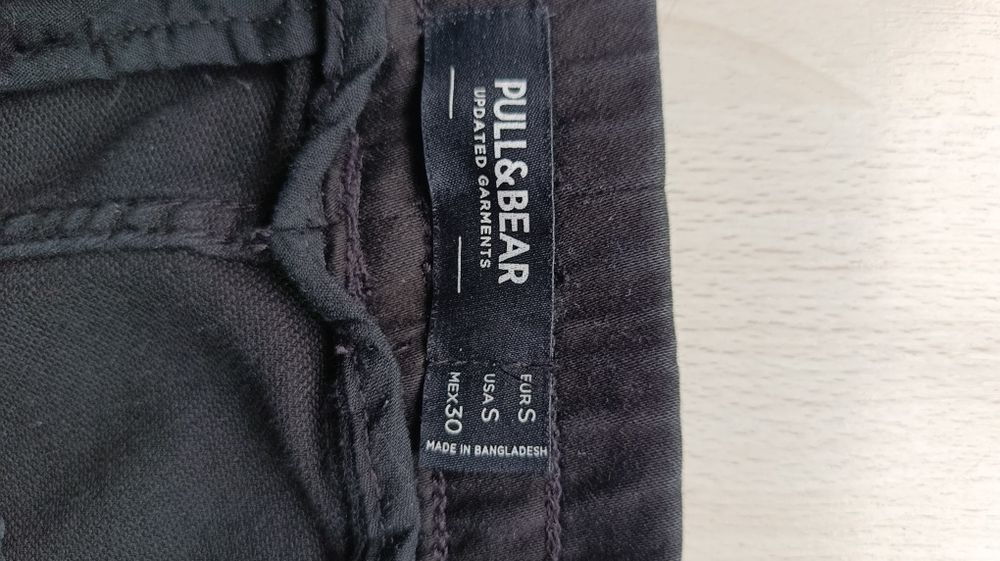 PULL&BEAR
UPDATED GARMENTS
EUR S
USA S
MEX 30
MADE IN BANGLADESH